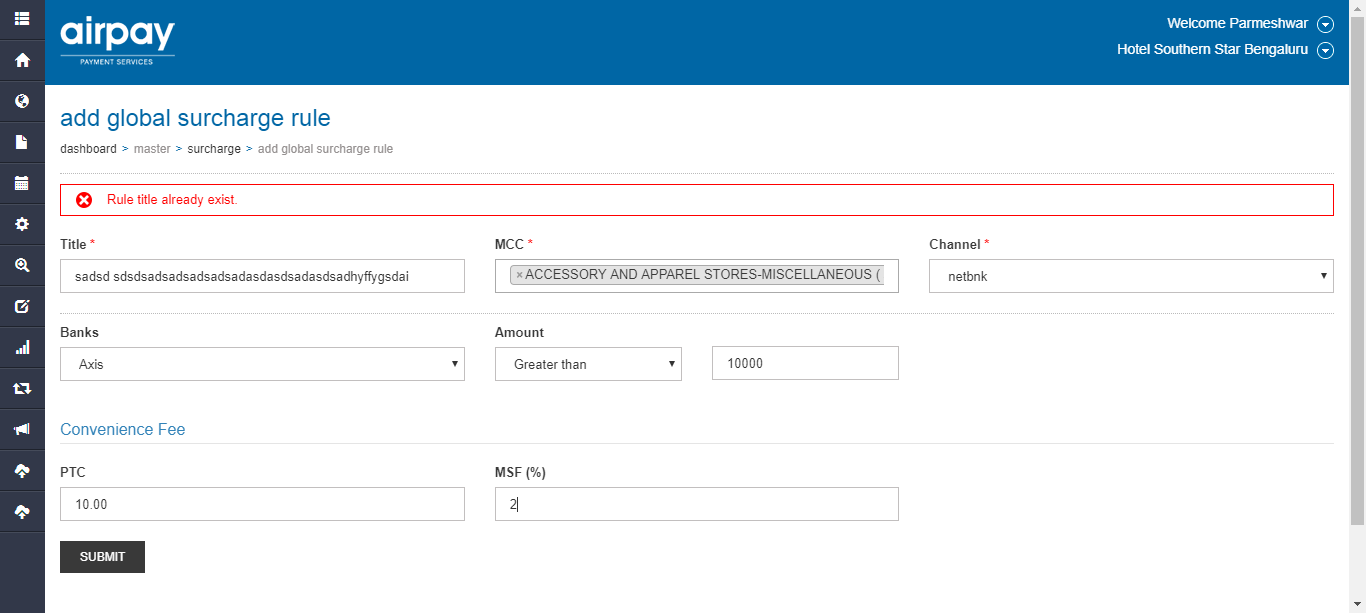 airpay
PAYMENT SERVICES
Welcome Parmeshwar
Hotel Southern Star Bengaluru
add global surcharge rule
dashboard > master > surcharge > add global surcharge rule
Rule title already exist.
Title * MCC * Channel *
sadsd sdsdsadsadsadsadsadasdasdsadasdsadhyffygsdai ×ACCESSORY AND APPAREL STORES-MISCELLANEOUS ( netbnk
Banks Amount
Axis Greater than 10000
Convenience Fee
PTC MSF (%)
10.00 2
SUBMIT